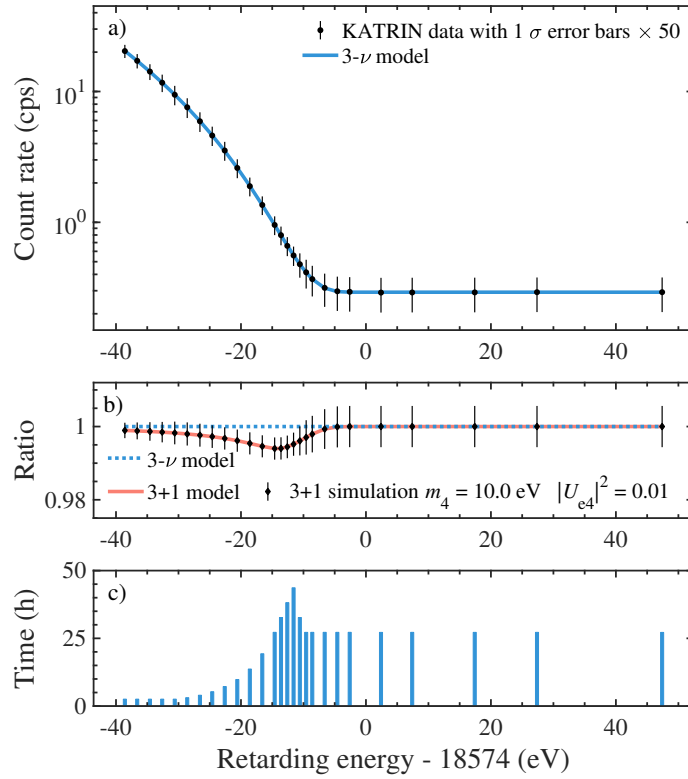 a)
KATRIN data with 1 σ error bars × 50
3-ν model
Count rate (cps)
10¹
10⁰
-40 -20 0 20 40
b)
Ratio
1
0.98
3-ν model
3+1 model
3+1 simulation m₄ = 10.0 eV |Uₑ₄|² = 0.01
-40 -20 0 20 40
c)
Time (h)
50
25
0
-40 -20 0 20 40
Retarding energy - 18574 (eV)